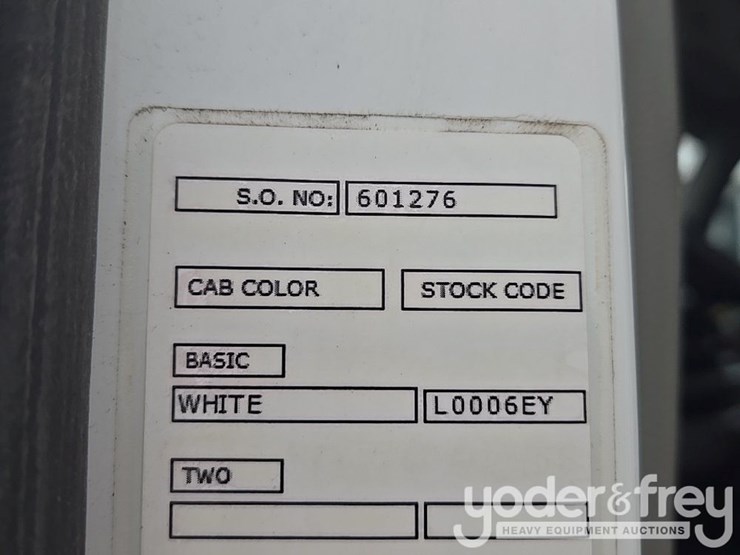 S.O. NO: 601276
CAB COLOR STOCK CODE
BASIC
WHITE L0006EY
TWO
yoder&frey
HEAVY EQUIPMENT AUCTIONS